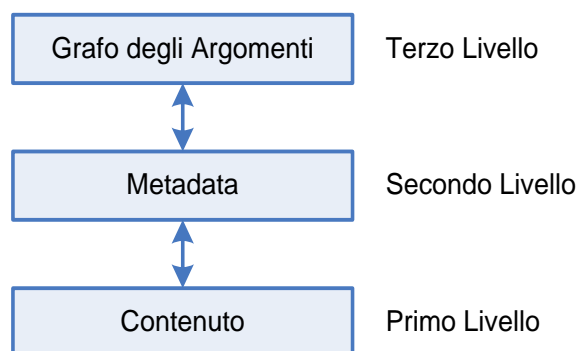 Grafo degli Argomenti Terzo Livello
Metadata Secondo Livello
Contenuto Primo Livello